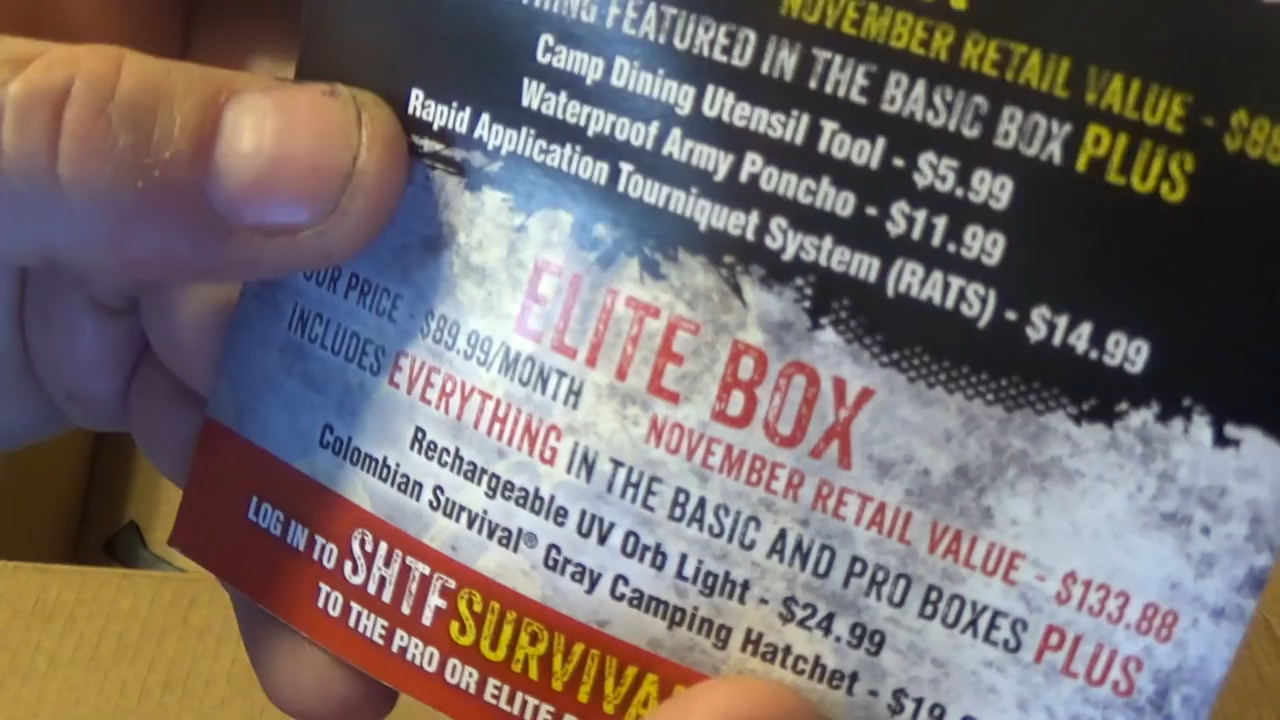 NOVEMBER RETAIL VALUE - $88
FEATURED IN THE BASIC BOX PLUS
Camp Dining Utensil Tool - $5.99
Waterproof Army Poncho - $11.99
Rapid Application Tourniquet System (RATS) - $14.99
ELITE BOX
OUR PRICE - $89.99/MONTH NOVEMBER RETAIL VALUE - $133.88
INCLUDES EVERYTHING IN THE BASIC AND PRO BOXES PLUS
Rechargeable UV Orb Light - $24.99
Colombian Survival® Gray Camping Hatchet - $19.
LOG IN TO SHTFSURVIVA
TO THE PRO OR ELITE